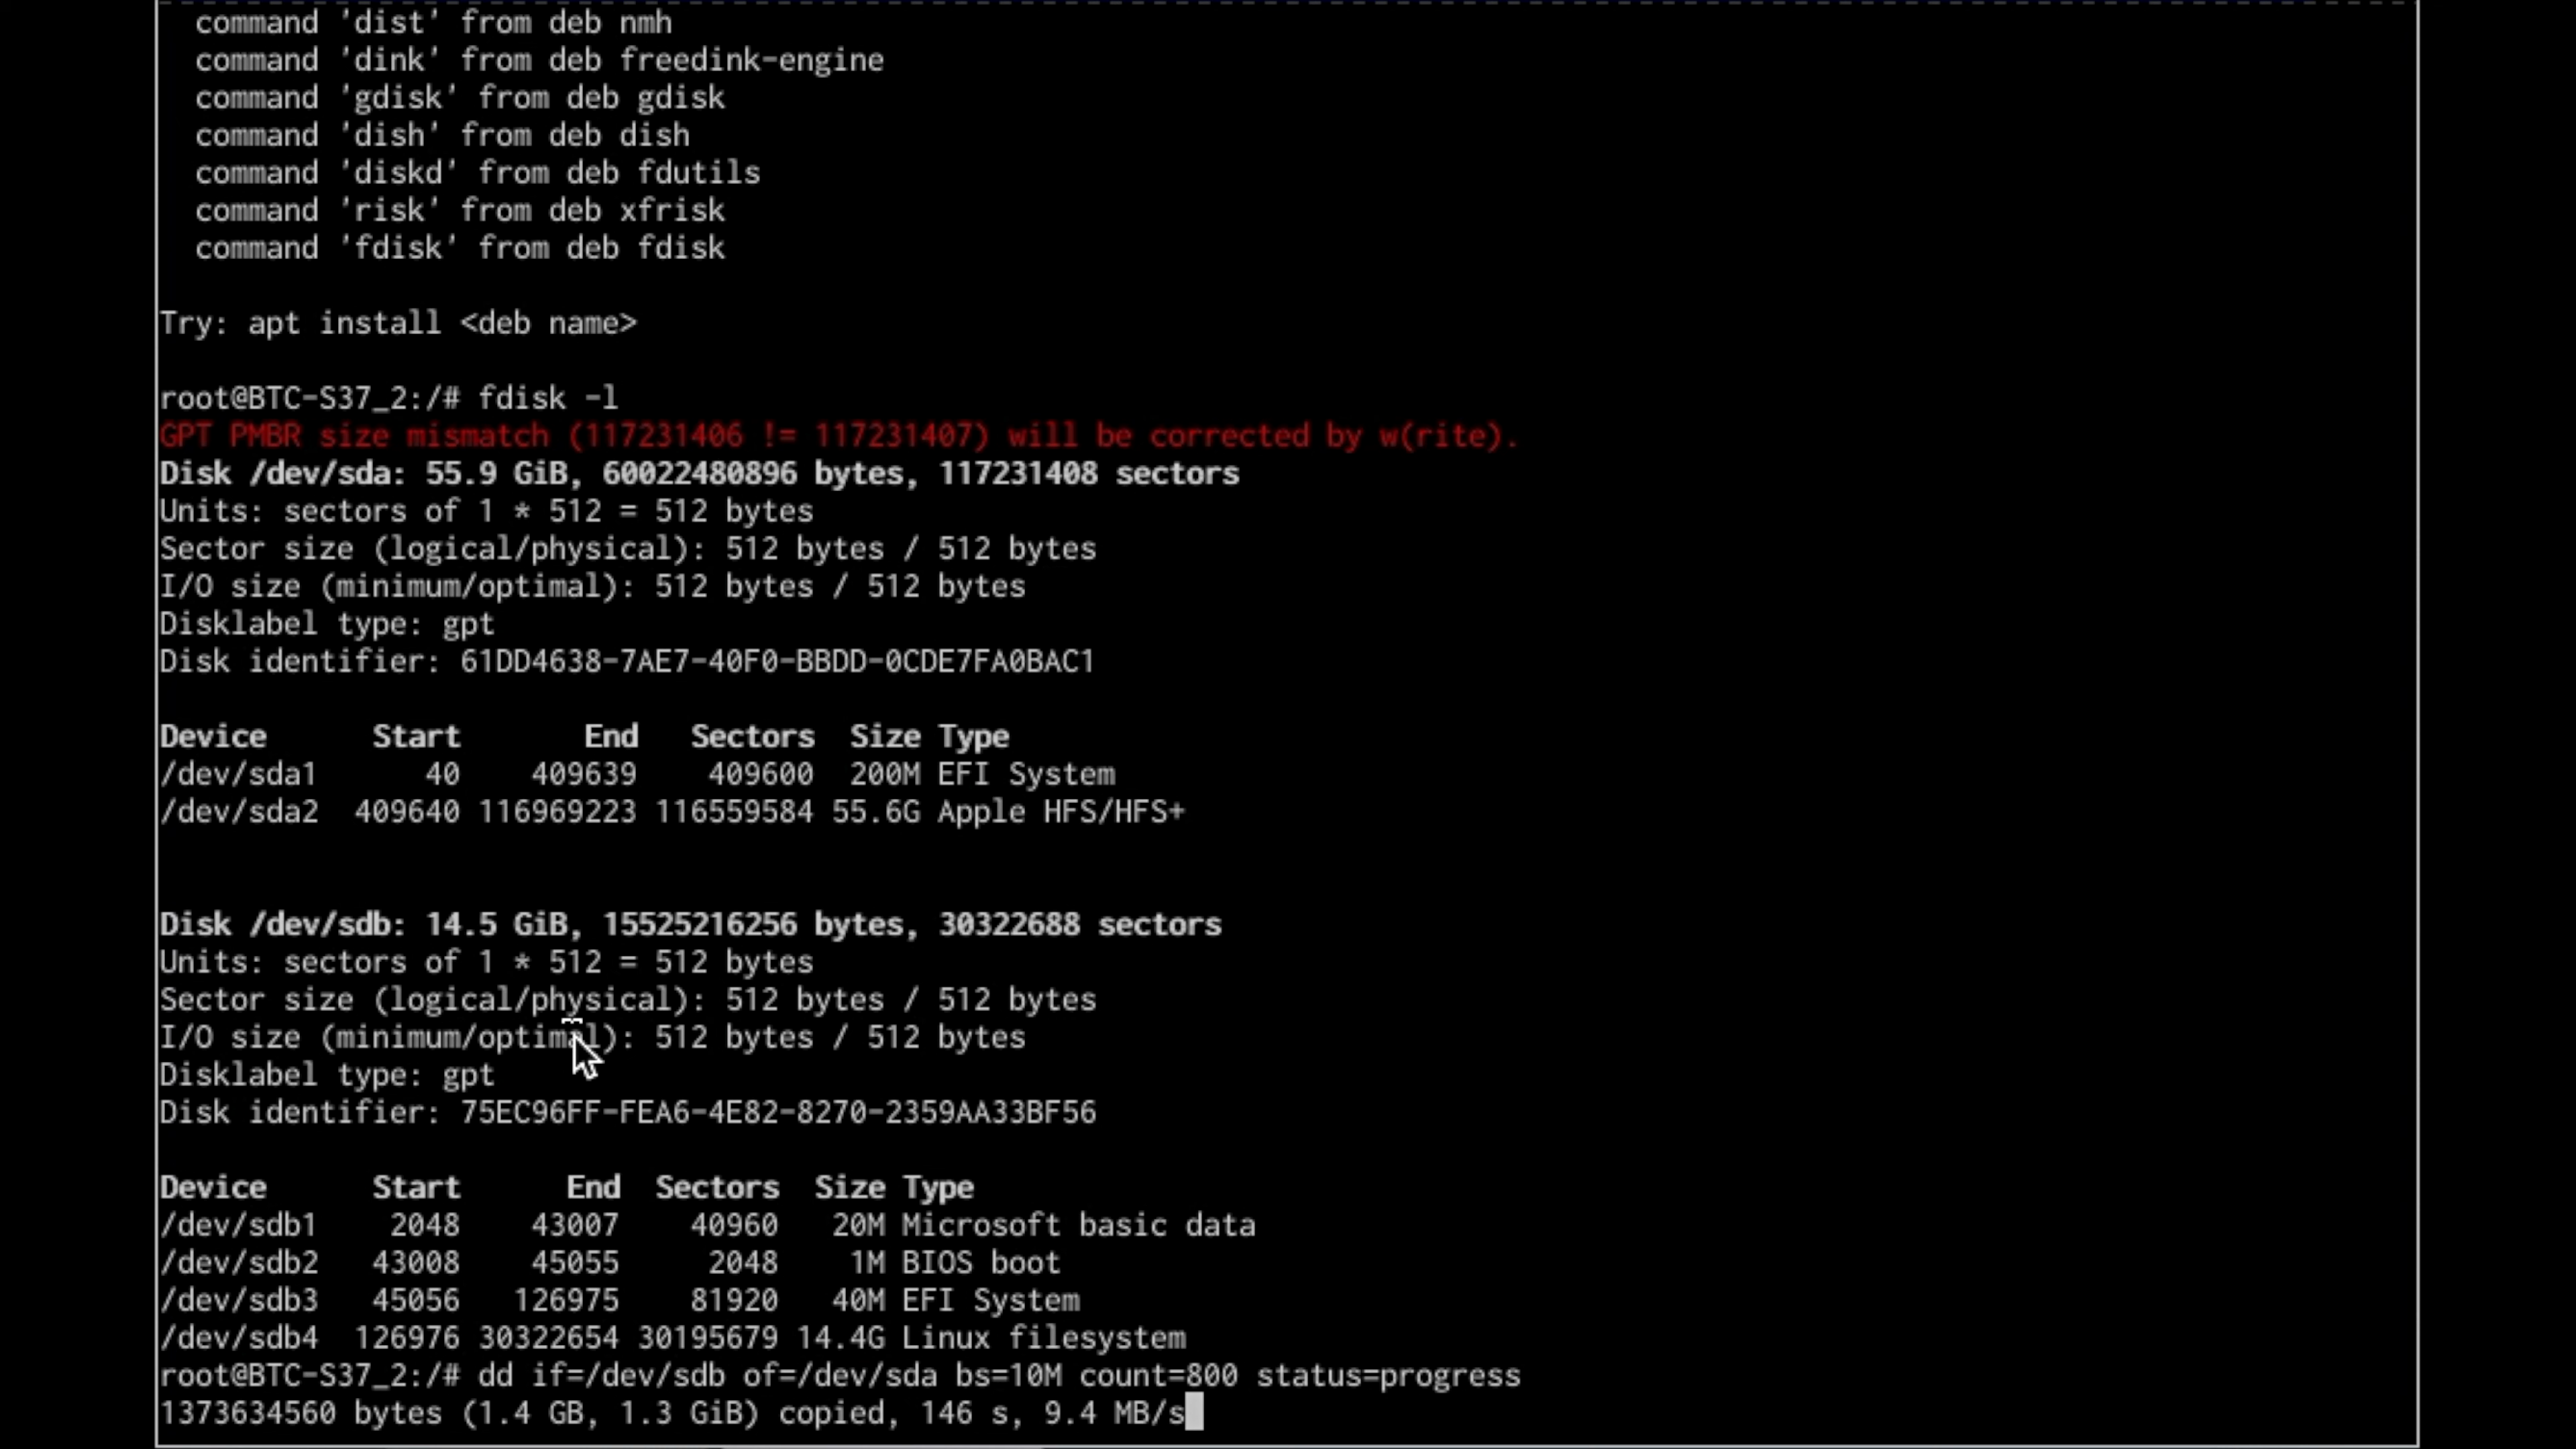 command 'dist' from deb nmh
command 'dink' from deb freedink-engine
command 'gdisk' from deb gdisk
command 'dish' from deb dish
command 'diskd' from deb fdutils
command 'risk' from deb xfrisk
command 'fdisk' from deb fdisk
Try: apt install <deb name>
root@BTC-S37_2:/# fdisk -l
GPT PMBR size mismatch (117231406 != 117231407) will be corrected by w(rite).
Disk /dev/sda: 55.9 GiB, 60022480896 bytes, 117231408 sectors
Units: sectors of 1 * 512 = 512 bytes
Sector size (logical/physical): 512 bytes / 512 bytes
I/O size (minimum/optimal): 512 bytes / 512 bytes
Disklabel type: gpt
Disk identifier: 61DD4638-7AE7-40F0-BBDD-0CDE7FA0BAC1
Device Start End Sectors Size Type
/dev/sda1 40 409639 409600 200M EFI System
/dev/sda2 409640 116969223 116559584 55.6G Apple HFS/HFS+
Disk /dev/sdb: 14.5 GiB, 15525216256 bytes, 30322688 sectors
Units: sectors of 1 * 512 = 512 bytes
Sector size (logical/physical): 512 bytes / 512 bytes
I/O size (minimum/optimal): 512 bytes / 512 bytes
Disklabel type: gpt
Disk identifier: 75EC96FF-FEA6-4E82-8270-2359AA33BF56
Device Start End Sectors Size Type
/dev/sdb1 2048 43007 40960 20M Microsoft basic data
/dev/sdb2 43008 45055 2048 1M BIOS boot
/dev/sdb3 45056 126975 81920 40M EFI System
/dev/sdb4 126976 30322654 30195679 14.4G Linux filesystem
root@BTC-S37_2:/# dd if=/dev/sdb of=/dev/sda bs=10M count=800 status=progress
1373634560 bytes (1.4 GB, 1.3 GiB) copied, 146 s, 9.4 MB/s